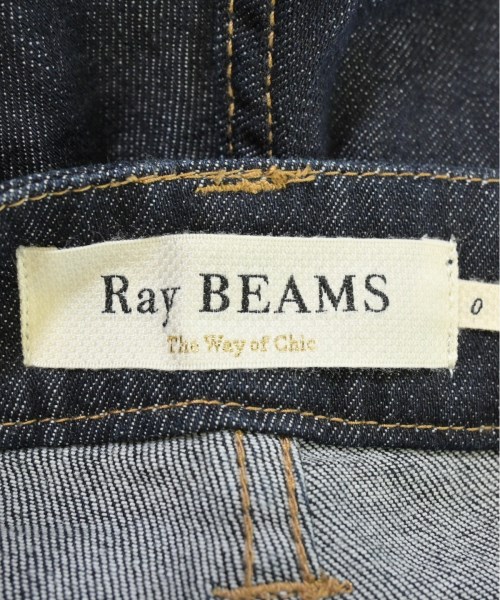 Ray BEAMS
The Way of Chic
0